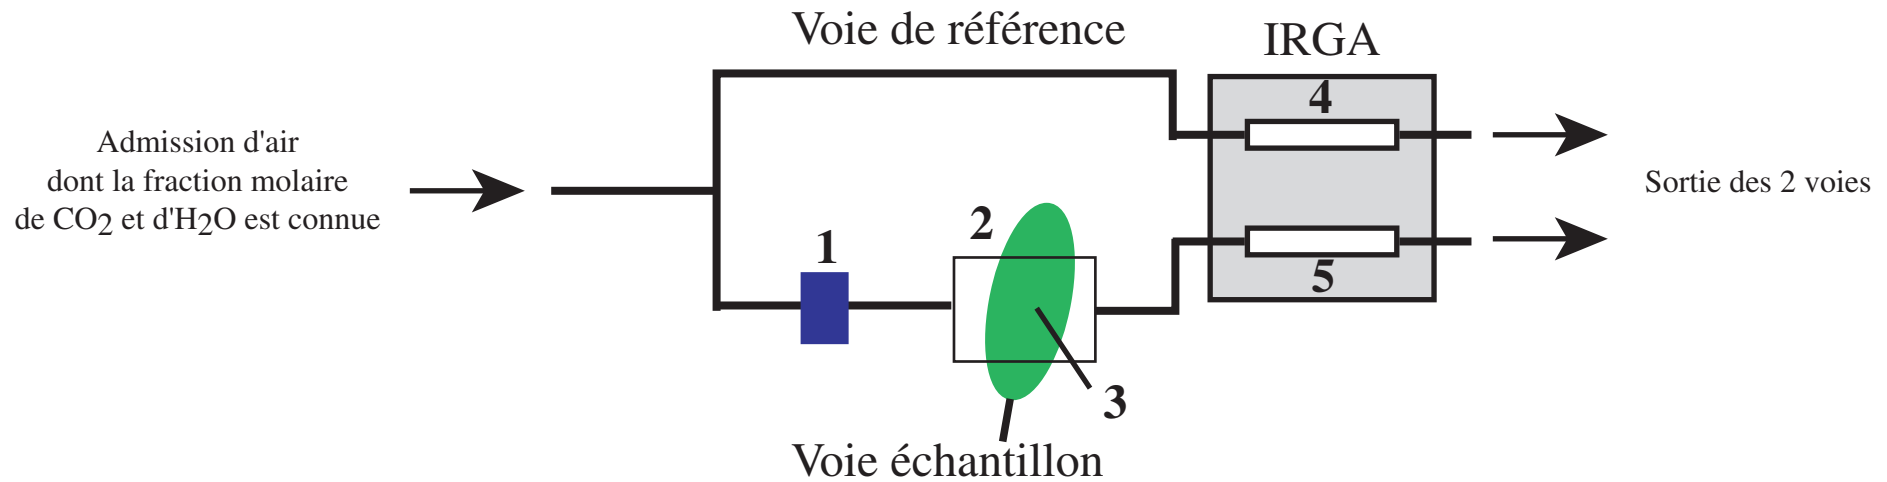 Voie de référence
IRGA
4
Admission d'air
dont la fraction molaire
de CO2 et d'H2O est connue
Sortie des 2 voies
1
2
5
3
Voie échantillon